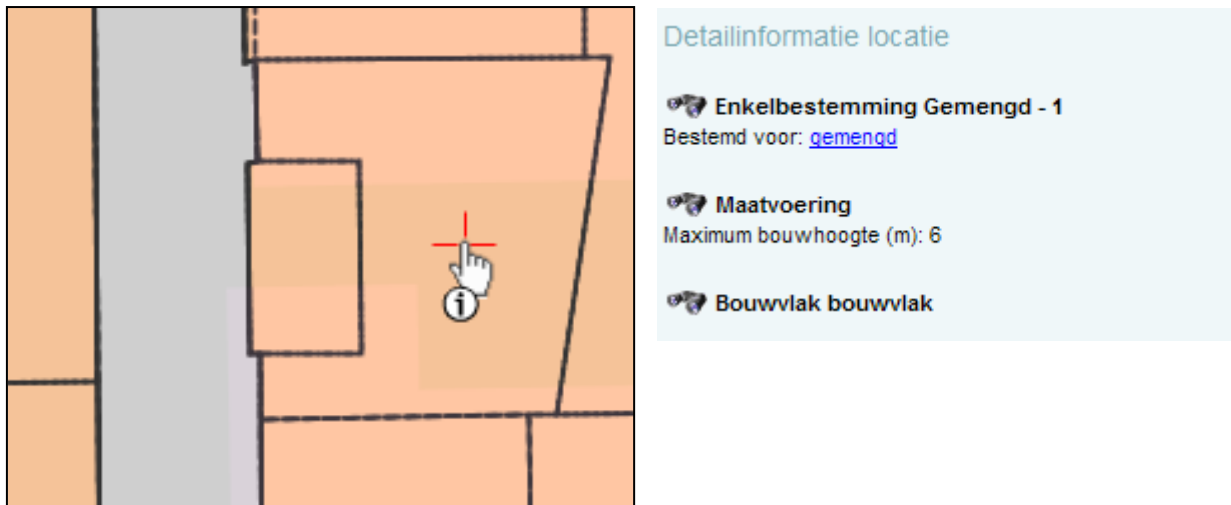 Detailinformatie locatie
Enkelbestemming Gemengd - 1
Bestemd voor: gemengd
Maatvoering
Maximum bouwhoogte (m): 6
Bouwvlak bouwvlak